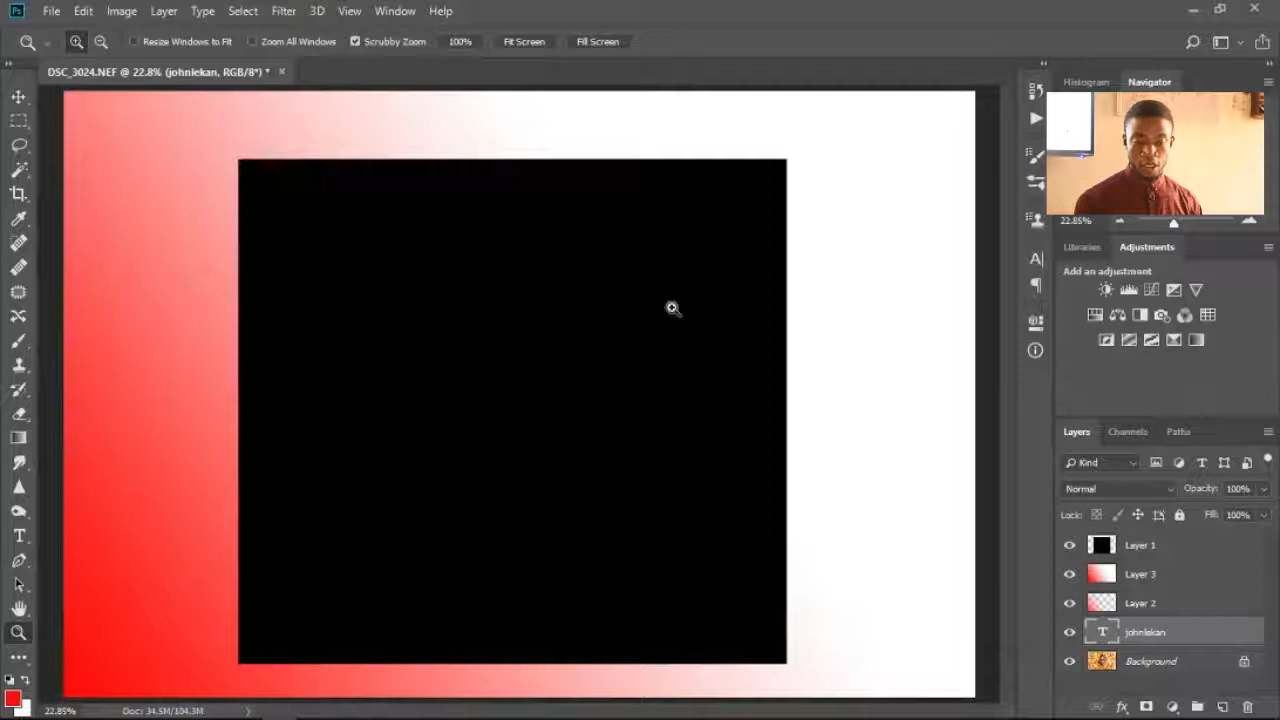 Ps File Edit Image Layer Type Select Filter 3D View Window Help
Resize Windows to Fit Zoom All Windows Scrubby Zoom 100% Fit Screen Fill Screen
DSC_3024.NEF @ 22.8% (johnlekan, RGB/8*) *
Histogram Navigator
22.85%
Libraries Adjustments
Add an adjustment
Layers Channels Paths
Kind
Normal Opacity: 100%
Lock: Fill: 100%
Layer 1
Layer 3
Layer 2
johnlekan
Background
22.85% Doc: 34.5M/104.3M